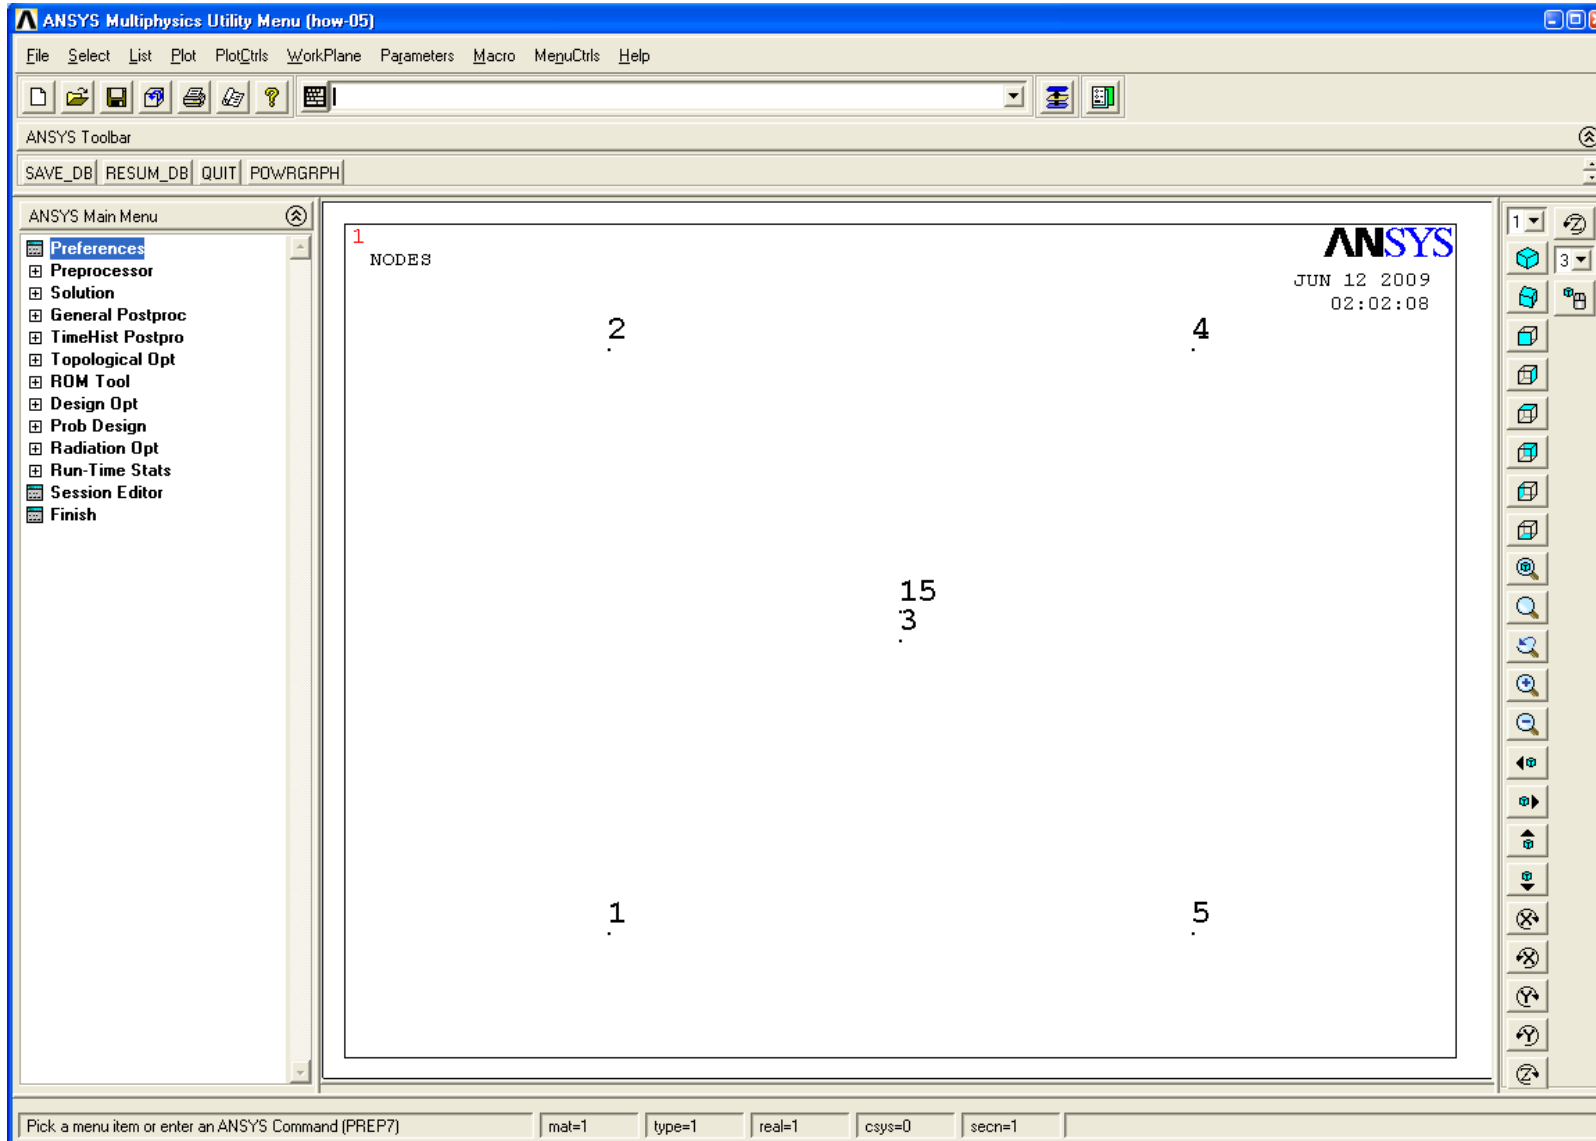 ANSYS Multiphysics Utility Menu (how-05)
File Select List Plot PlotCtrls WorkPlane Parameters Macro MenuCtrls Help
ANSYS Toolbar
SAVE_DB RESUM_DB QUIT POWRGRPH
ANSYS Main Menu
Preferences
Preprocessor
Solution
General Postproc
TimeHist Postpro
Topological Opt
ROM Tool
Design Opt
Prob Design
Radiation Opt
Run-Time Stats
Session Editor
Finish
1
NODES
ANSYS
JUN 12 2009
02:02:08
2 4
15
3
1 5
1
3
Pick a menu item or enter an ANSYS Command (PREP7) mat=1 type=1 real=1 csys=0 secn=1